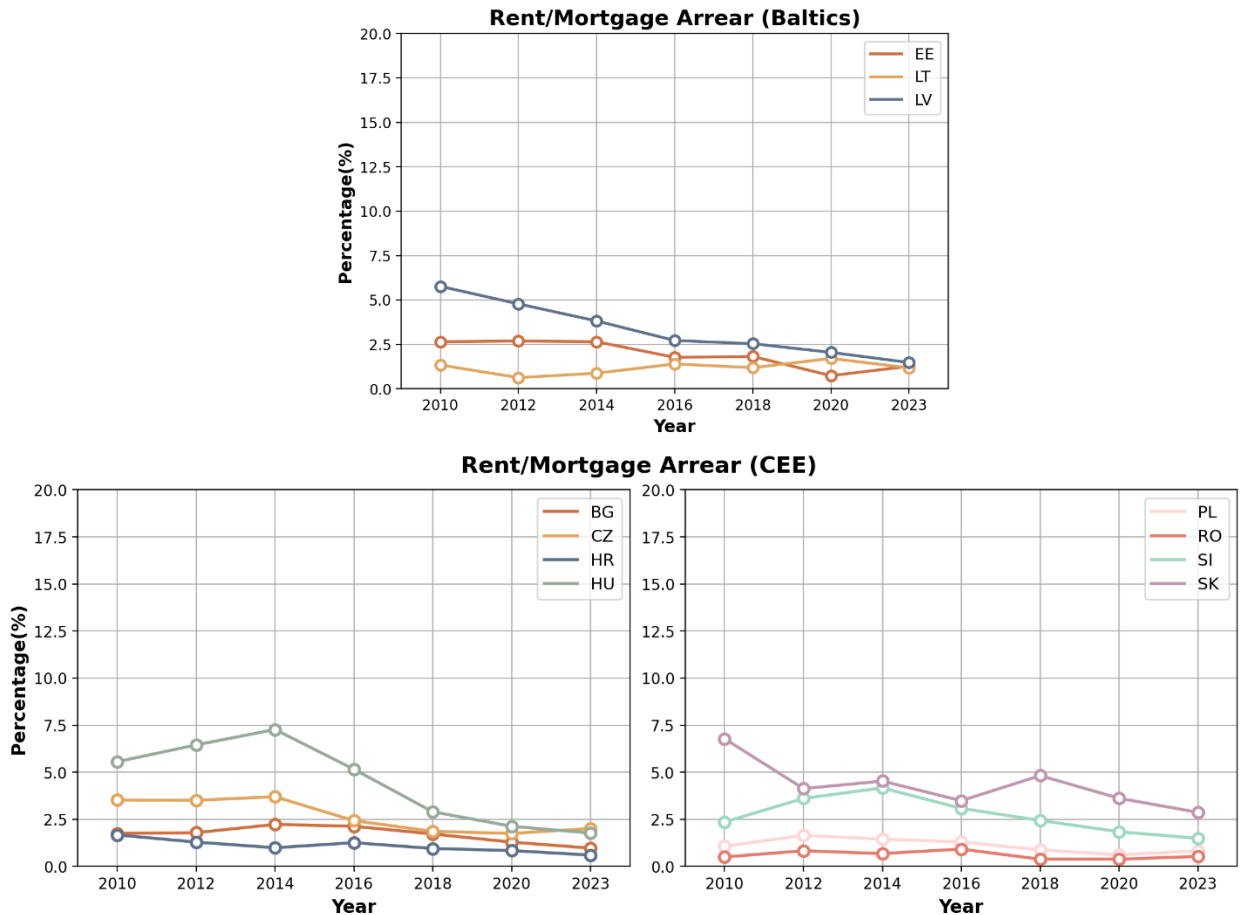 Rent/Mortgage Arrear (Baltics)
20.0
17.5
15.0
12.5
10.0
7.5
5.0
2.5
0.0
Percentage(%)
EE
LT
LV
2010 2012 2014 2016 2018 2020 2023
Year
Rent/Mortgage Arrear (CEE)
20.0
17.5
15.0
12.5
10.0
7.5
5.0
2.5
0.0
Percentage(%)
BG
CZ
HR
HU
2010 2012 2014 2016 2018 2020 2023
Year
20.0
17.5
15.0
12.5
10.0
7.5
5.0
2.5
0.0
PL
RO
SI
SK
2010 2012 2014 2016 2018 2020 2023
Year